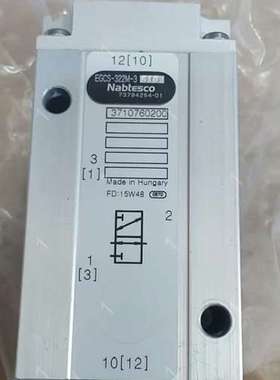 12[10]
EGCS-322M-3
Nabtesco
73794254-01
3710760200
3
[1]
Made in Hungary
FD:15W48
2
1
[3]
10[12]